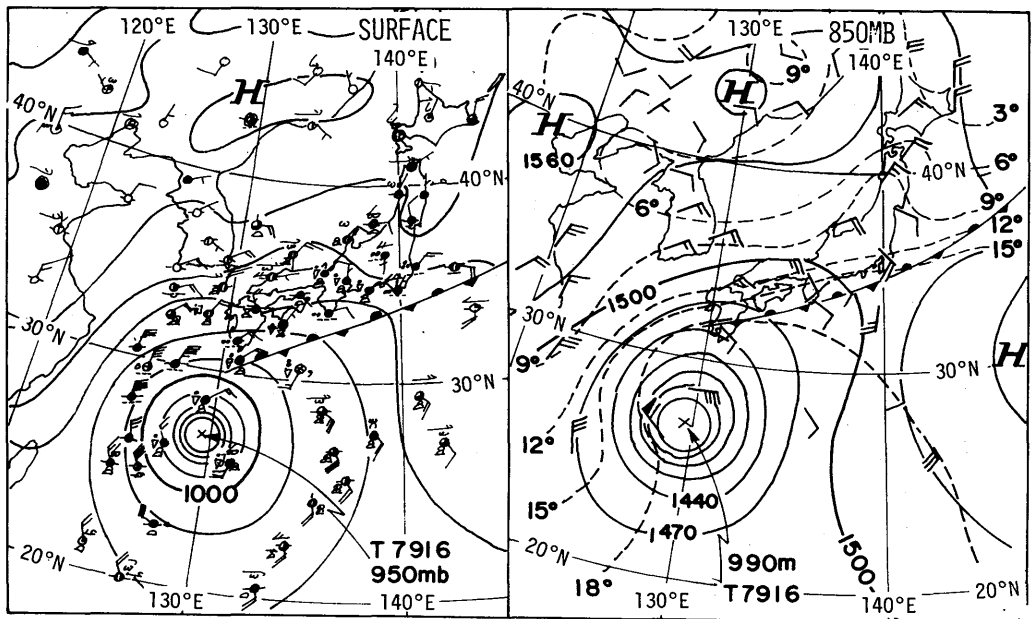 120°E 130°E SURFACE
140°E
H
40°N
40°N
30°N
30°N
1000
20°N
T7916
950mb
130°E 140°E
130°E 850MB
140°E
H 9°
40°N
H
3°
1560
40°N 6°
6° 9°
12°
15°
1500
30°N
H
9°
30°N
12°
15°
1440
1470
1500
20°N
990m
18° T7916
20°N
130°E 140°E